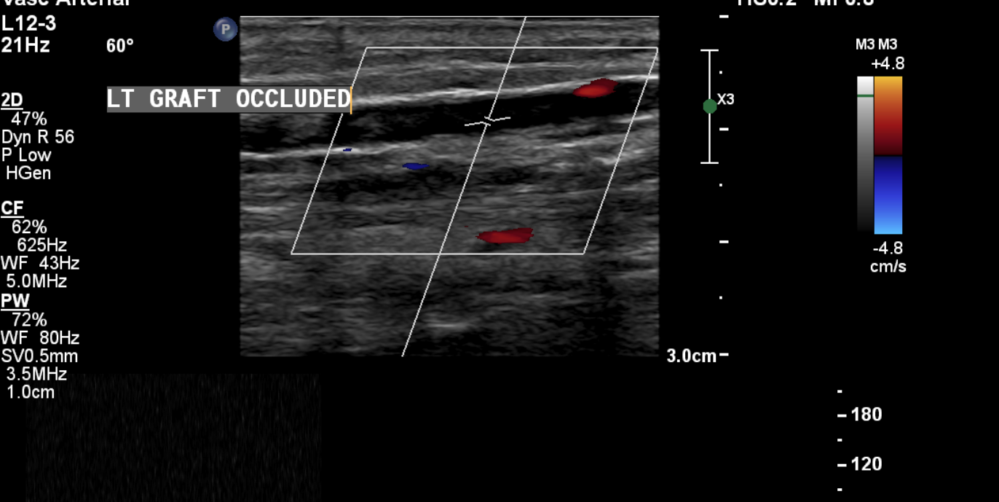 Vasc Arterial
L12-3
21Hz
60°
P
LT GRAFT OCCLUDED
2D
47%
Dyn R 56
P Low
HGen
CF
62%
625Hz
WF 43Hz
5.0MHz
PW
72%
WF 80Hz
SV0.5mm
3.5MHz
1.0cm
X3
3.0cm
M3 M3
+4.8
-4.8
cm/s
180
120